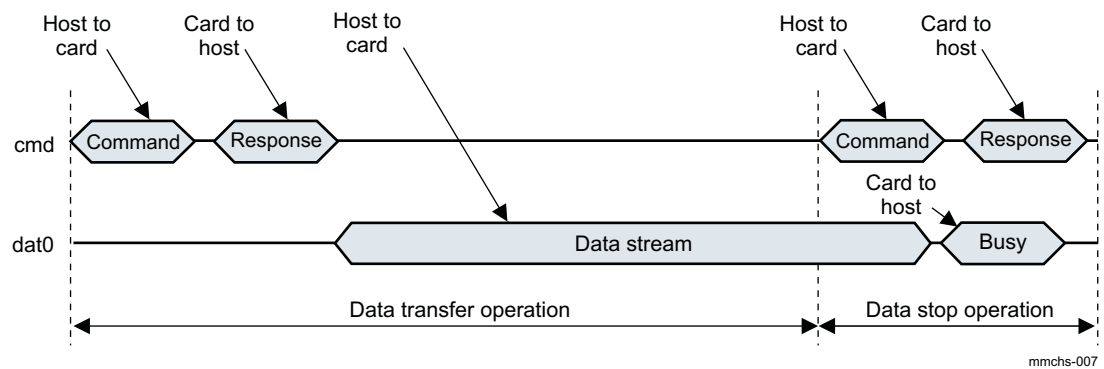 Host to
card
Card to
host
Host to
card
Host to
card
Card to
host
cmd
Command
Response
Command
Response
Card to
host
dat0
Data stream
Busy
Data transfer operation
Data stop operation
mmchs-007